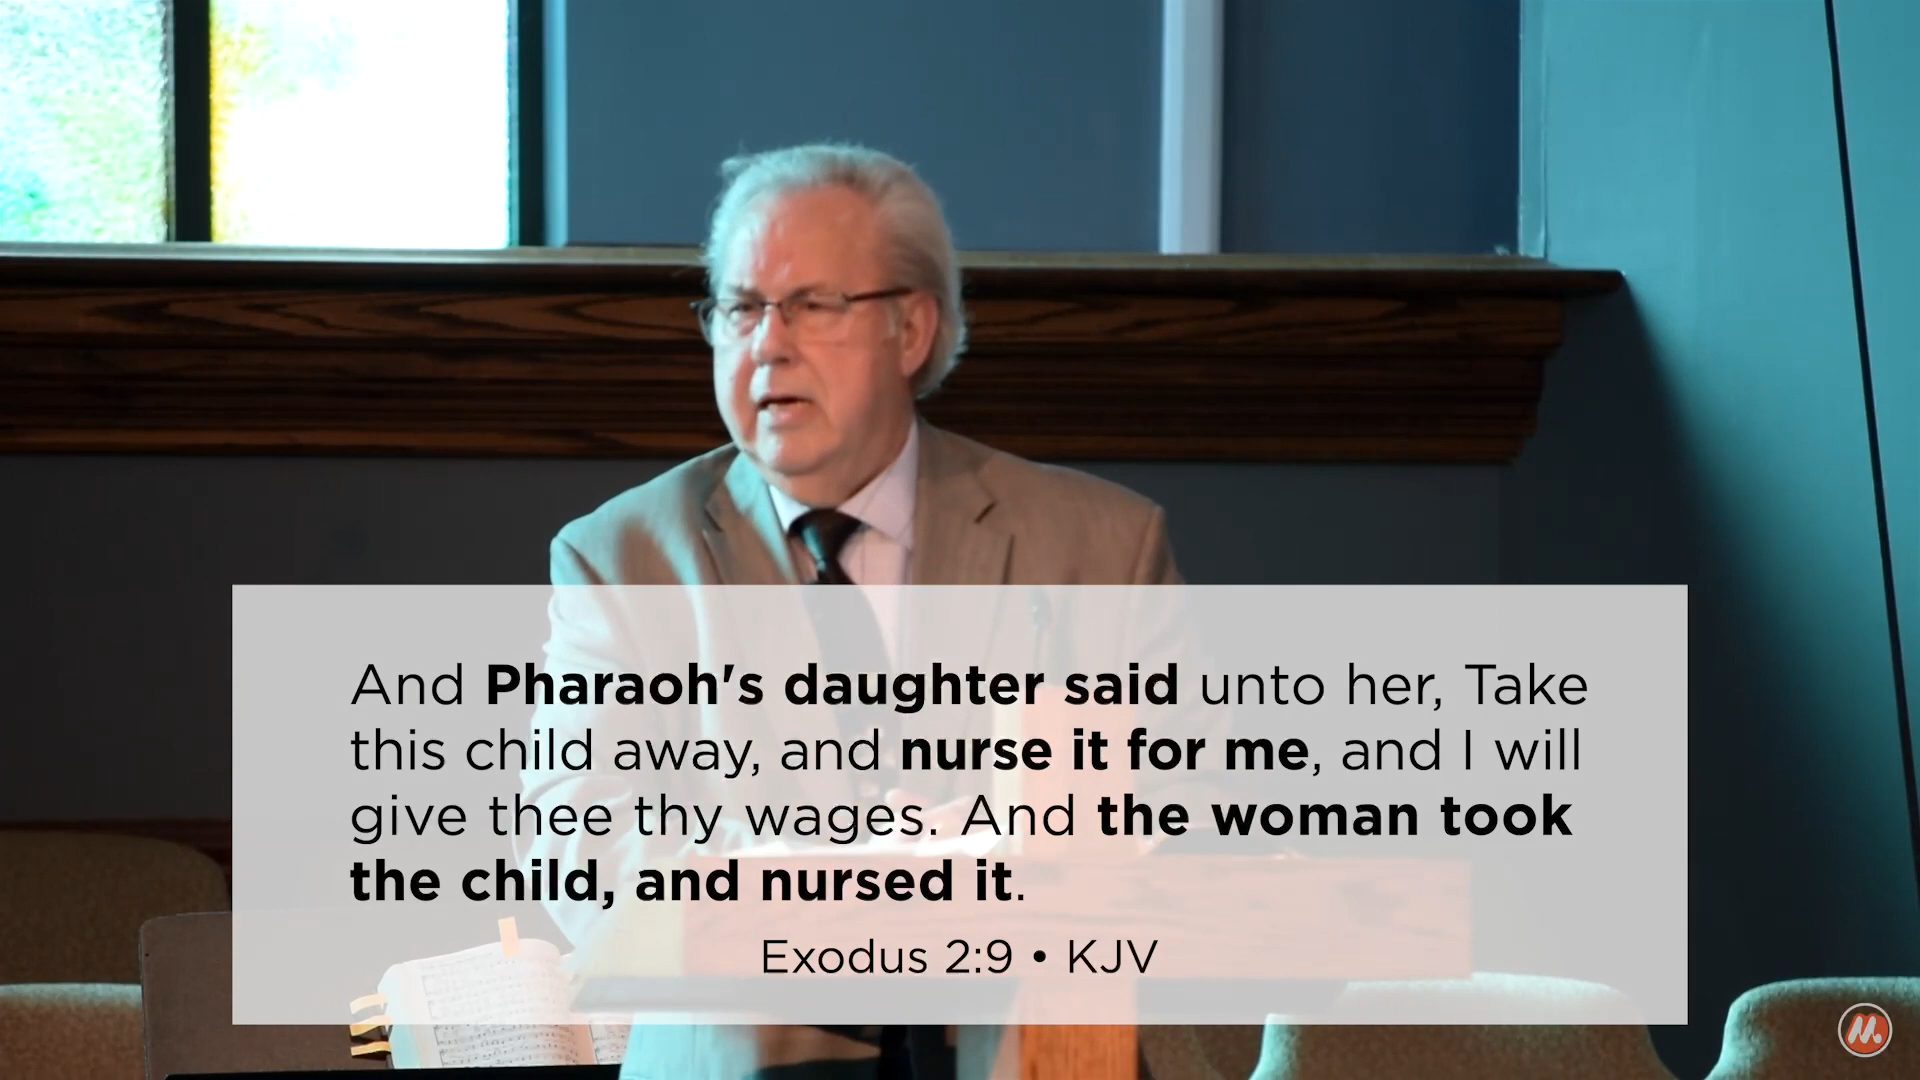 And Pharaoh's daughter said unto her, Take
this child away, and nurse it for me, and I will
give thee thy wages. And the woman took
the child, and nursed it.
Exodus 2:9 • KJV
M.